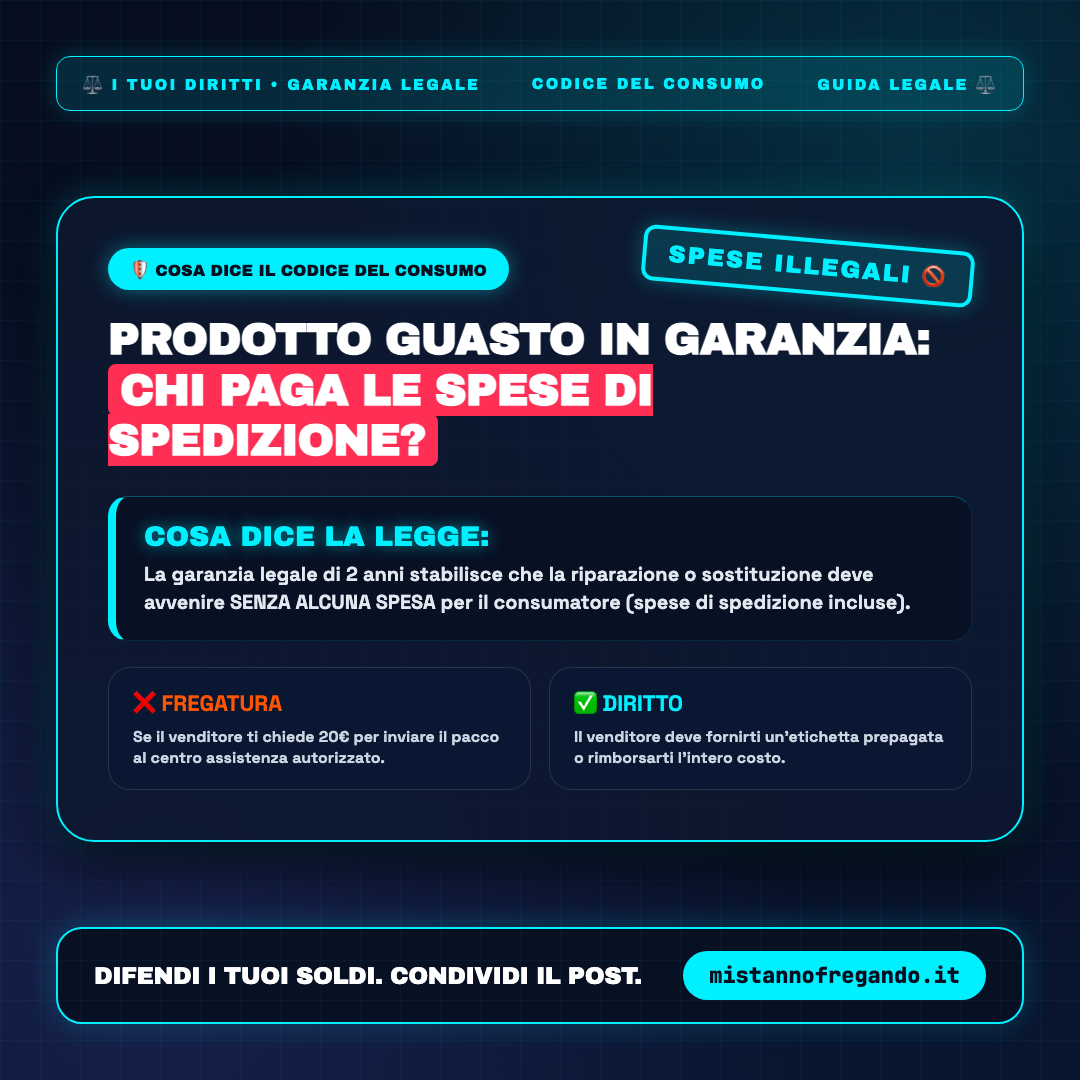 ⚖️ I TUOI DIRITTI • GARANZIA LEGALE
CODICE DEL CONSUMO
GUIDA LEGALE ⚖️
🛡️ COSA DICE IL CODICE DEL CONSUMO
SPESE ILLEGALI 🚫
PRODOTTO GUASTO IN GARANZIA:
CHI PAGA LE SPESE DI
SPEDIZIONE?
COSA DICE LA LEGGE:
La garanzia legale di 2 anni stabilisce che la riparazione o sostituzione deve
avvenire SENZA ALCUNA SPESA per il consumatore (spese di spedizione incluse).
❌ FREGATURA
Se il venditore ti chiede 20€ per inviare il pacco
al centro assistenza autorizzato.
✅ DIRITTO
Il venditore deve fornirti un'etichetta prepagata
o rimborsarti l'intero costo.
DIFENDI I TUOI SOLDI. CONDIVIDI IL POST.
mistannofregando.it